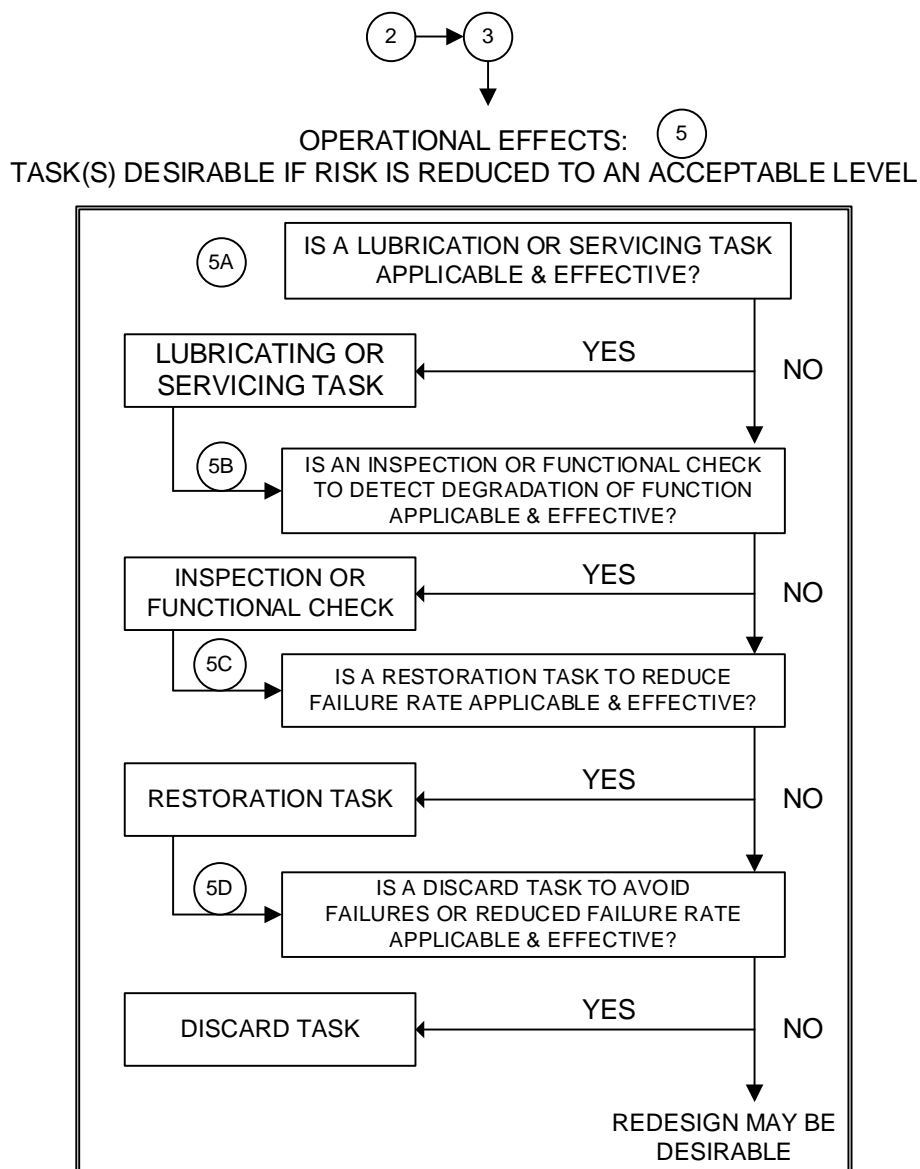 2
3
OPERATIONAL EFFECTS:
5
TASK(S) DESIRABLE IF RISK IS REDUCED TO AN ACCEPTABLE LEVEL
5A
IS A LUBRICATION OR SERVICING TASK
APPLICABLE & EFFECTIVE?
LUBRICATING OR
SERVICING TASK
YES
NO
5B
IS AN INSPECTION OR FUNCTIONAL CHECK
TO DETECT DEGRADATION OF FUNCTION
APPLICABLE & EFFECTIVE?
INSPECTION OR
FUNCTIONAL CHECK
YES
NO
5C
IS A RESTORATION TASK TO REDUCE
FAILURE RATE APPLICABLE & EFFECTIVE?
RESTORATION TASK
YES
NO
5D
IS A DISCARD TASK TO AVOID
FAILURES OR REDUCED FAILURE RATE
APPLICABLE & EFFECTIVE?
DISCARD TASK
YES
NO
REDESIGN MAY BE
DESIRABLE